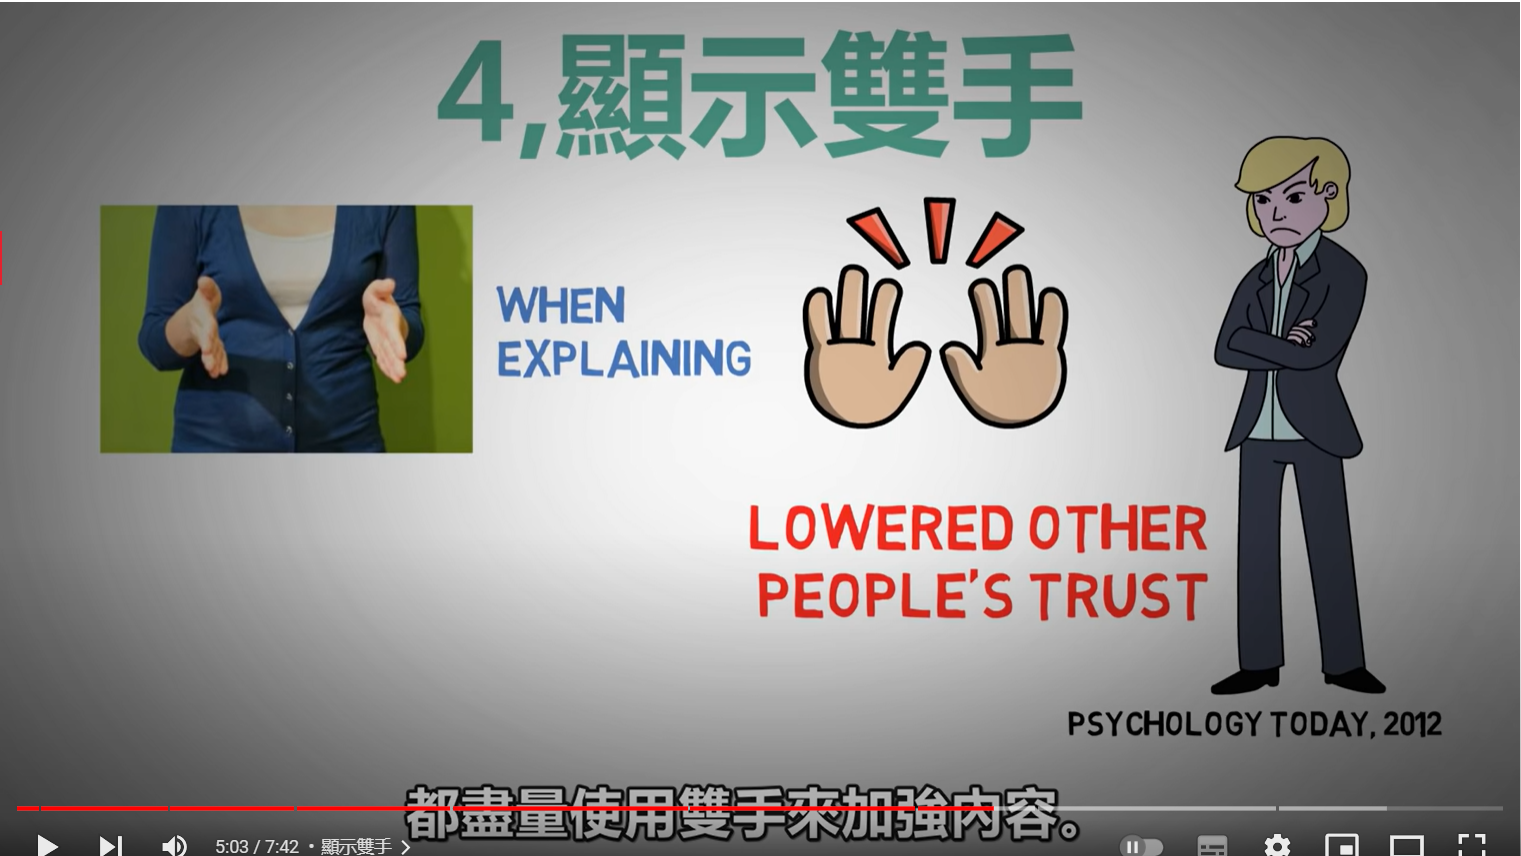 4,顯示雙手
WHEN
EXPLAINING
LOWERED OTHER
PEOPLE'S TRUST
PSYCHOLOGY TODAY, 2012
都盡量使用雙手來加強內容。
5:03 / 7:42 • 顯示雙手 >